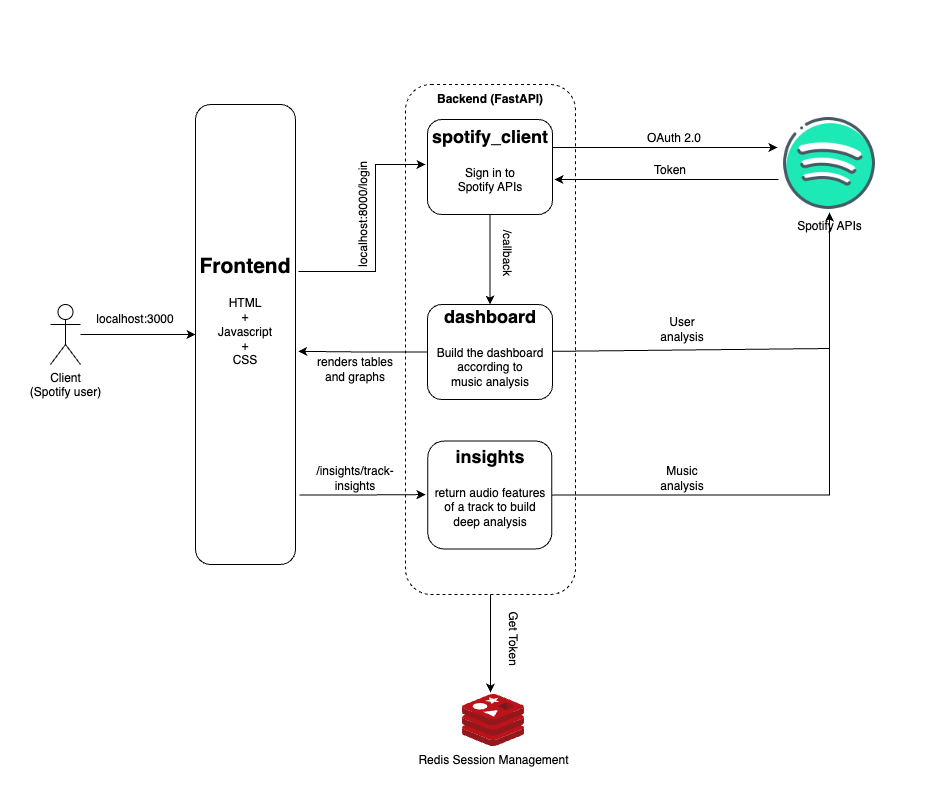 Backend (FastAPI)
spotify_client
Sign in to
Spotify APIs
OAuth 2.0
Token
Spotify APIs
localhost:8000/login
/callback
Frontend
HTML
+
Javascript
+
CSS
localhost:3000
Client
(Spotify user)
dashboard
Build the dashboard
according to
music analysis
User
analysis
renders tables
and graphs
insights
return audio features
of a track to build
deep analysis
/insights/track-
insights
Music
analysis
Get Token
Redis Session Management